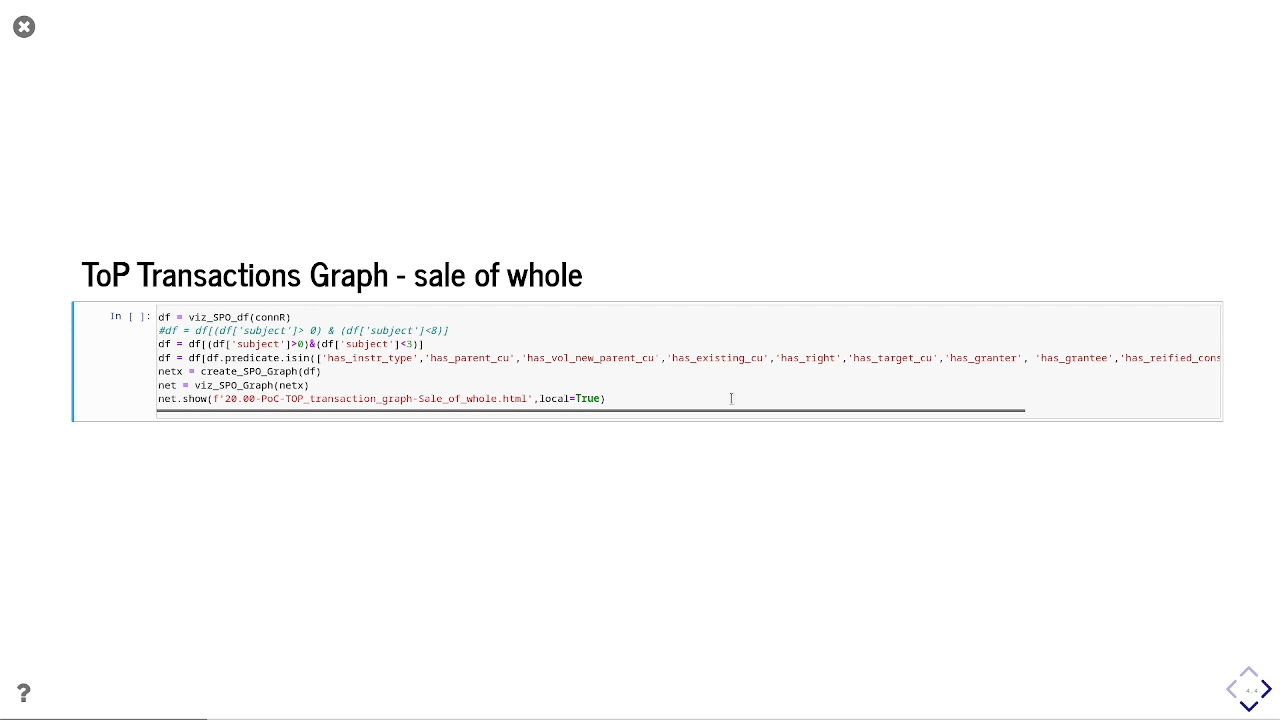 ToP Transactions Graph - sale of whole
In [ ]:
df = viz_SPO_df(connR)
#df = df[(df['subject']> 0) & (df['subject']<8)]
df = df[(df['subject']>0)&(df['subject']<3)]
df = df[df.predicate.isin(['has_instr_type','has_parent_cu','has_vol_new_parent_cu','has_existing_cu','has_right','has_target_cu','has_granter', 'has_grantee','has_reified_cons
netx = create_SPO_Graph(df)
net = viz_SPO_Graph(netx)
net.show(f'20.00-PoC-TOP_transaction_graph-Sale_of_whole.html',local=True)
?
4.4